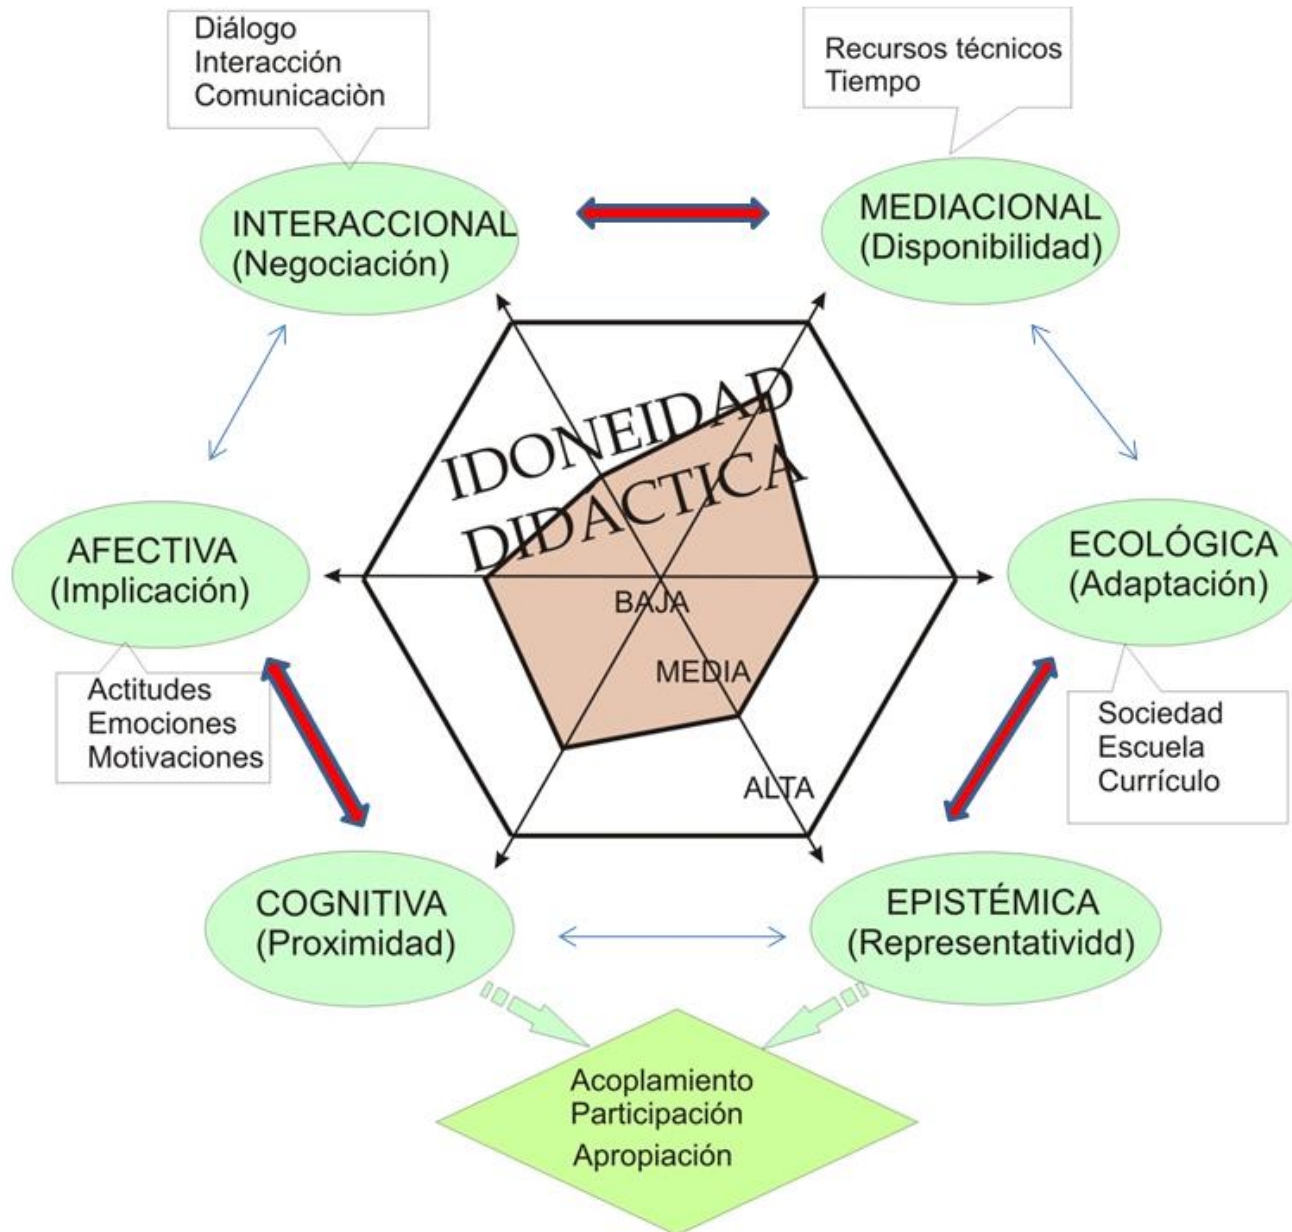 Diálogo
Interacción
Comunicaciòn
Recursos técnicos
Tiempo
INTERACCIONAL
(Negociación)
MEDIACIONAL
(Disponibilidad)
IDONEIDAD
DIDACTICA
AFECTIVA
(Implicación)
ECOLÓGICA
(Adaptación)
BAJA
MEDIA
ALTA
Actitudes
Emociones
Motivaciones
Sociedad
Escuela
Currículo
COGNITIVA
(Proximidad)
EPISTÉMICA
(Representatividd)
Acoplamiento
Participación
Apropiación